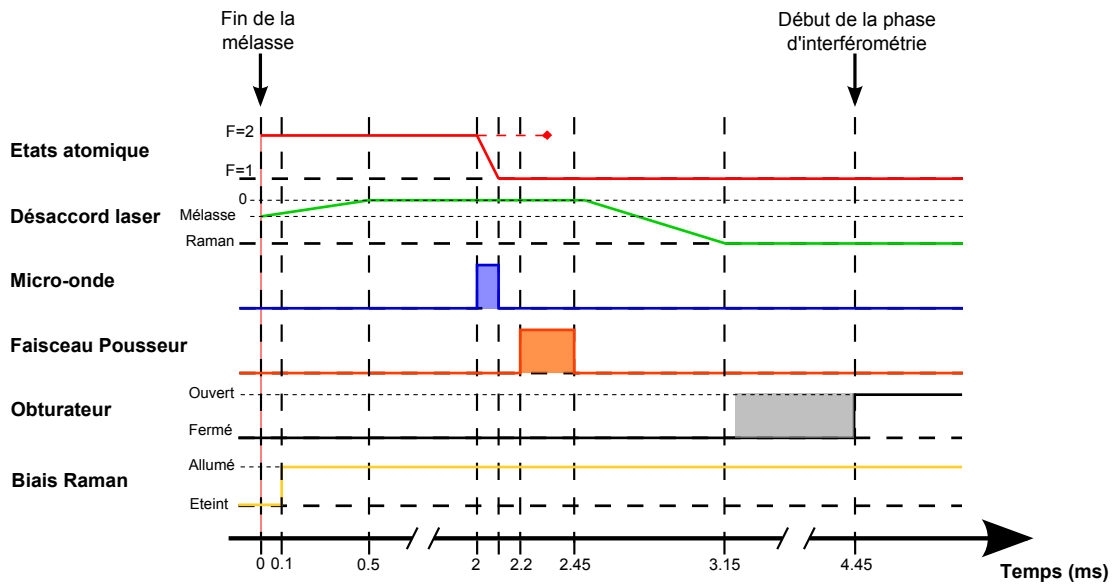 Fin de la
mélasse
Début de la phase
d'interférométrie
Etats atomique
F=2
F=1
Désaccord laser
0
Mélasse
Raman
Micro-onde
Faisceau Pousseur
Obturateur
Ouvert
Fermé
Biais Raman
Allumé
Eteint
0 0.1 0.5 2 2.2 2.45 3.15 4.45
Temps (ms)